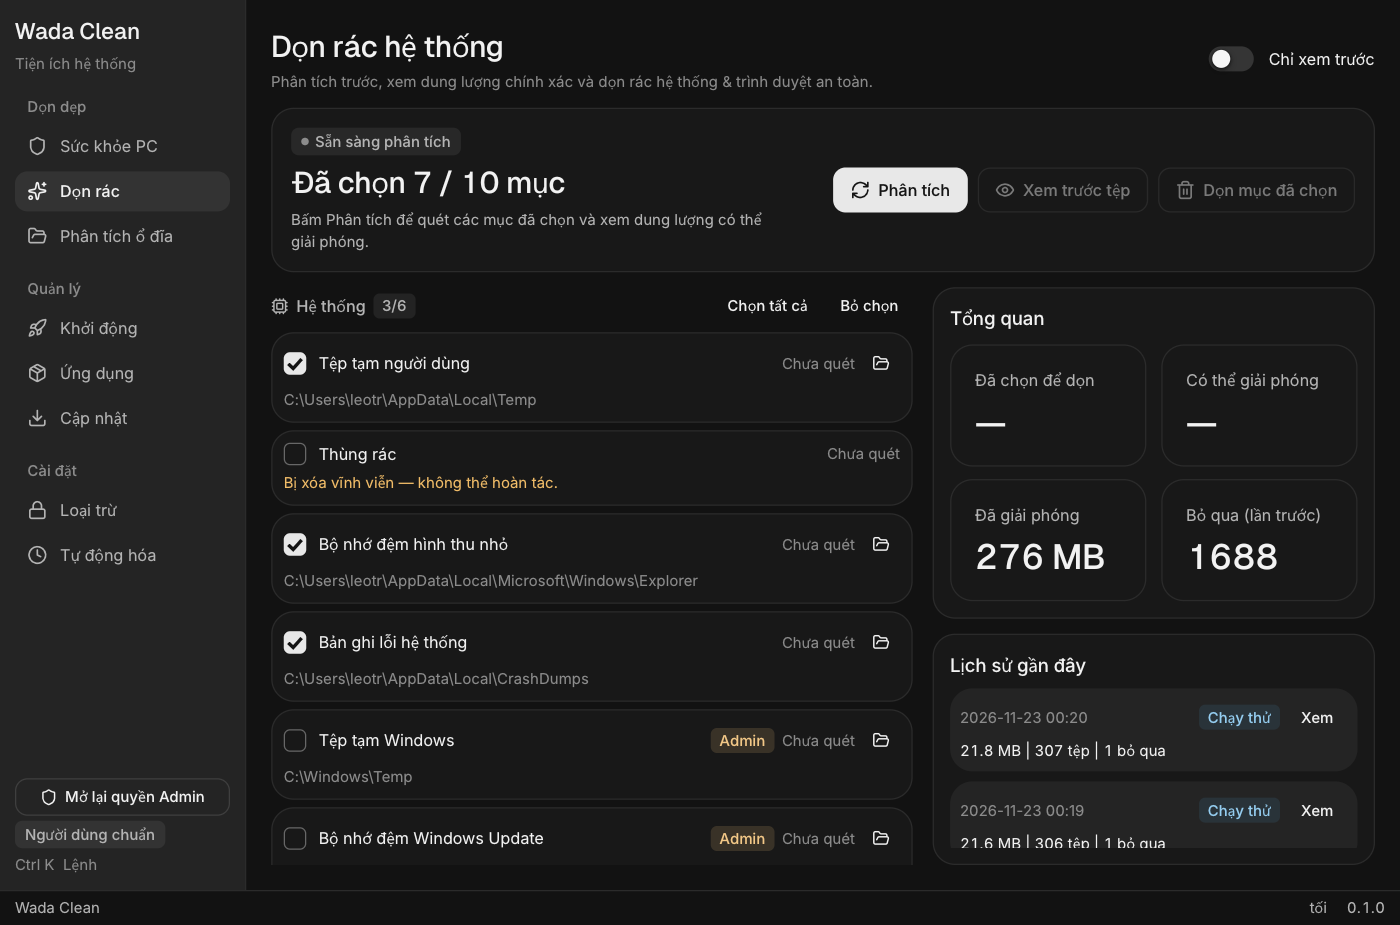 Wada Clean
Tiện ích hệ thống
Dọn dẹp
Sức khỏe PC
Dọn rác
Phân tích ổ đĩa
Quản lý
Khởi động
Ứng dụng
Cập nhật
Cài đặt
Loại trừ
Tự động hóa
Mở lại quyền Admin
Người dùng chuẩn
Ctrl K Lệnh
Dọn rác hệ thống
Phân tích trước, xem dung lượng chính xác và dọn rác hệ thống & trình duyệt an toàn.
Chỉ xem trước
Sẵn sàng phân tích
Đã chọn 7 / 10 mục
Bấm Phân tích để quét các mục đã chọn và xem dung lượng có thể
giải phóng.
Phân tích
Xem trước tệp
Dọn mục đã chọn
Hệ thống 3/6
Chọn tất cả
Bỏ chọn
Tệp tạm người dùng
Chưa quét
C:\Users\leotr\AppData\Local\Temp
Thùng rác
Chưa quét
Bị xóa vĩnh viễn — không thể hoàn tác.
Bộ nhớ đệm hình thu nhỏ
Chưa quét
C:\Users\leotr\AppData\Local\Microsoft\Windows\Explorer
Bản ghi lỗi hệ thống
Chưa quét
C:\Users\leotr\AppData\Local\CrashDumps
Tệp tạm Windows
Admin
Chưa quét
C:\Windows\Temp
Bộ nhớ đệm Windows Update
Admin
Chưa quét
Tổng quan
Đã chọn để dọn
—
Có thể giải phóng
—
Đã giải phóng
276 MB
Bỏ qua (lần trước)
1688
Lịch sử gần đây
2026-11-23 00:20
Chạy thử
Xem
21.8 MB | 307 tệp | 1 bỏ qua
2026-11-23 00:19
Chạy thử
Xem
21.6 MB | 306 tệp | 1 bỏ qua
Wada Clean
tối
0.1.0